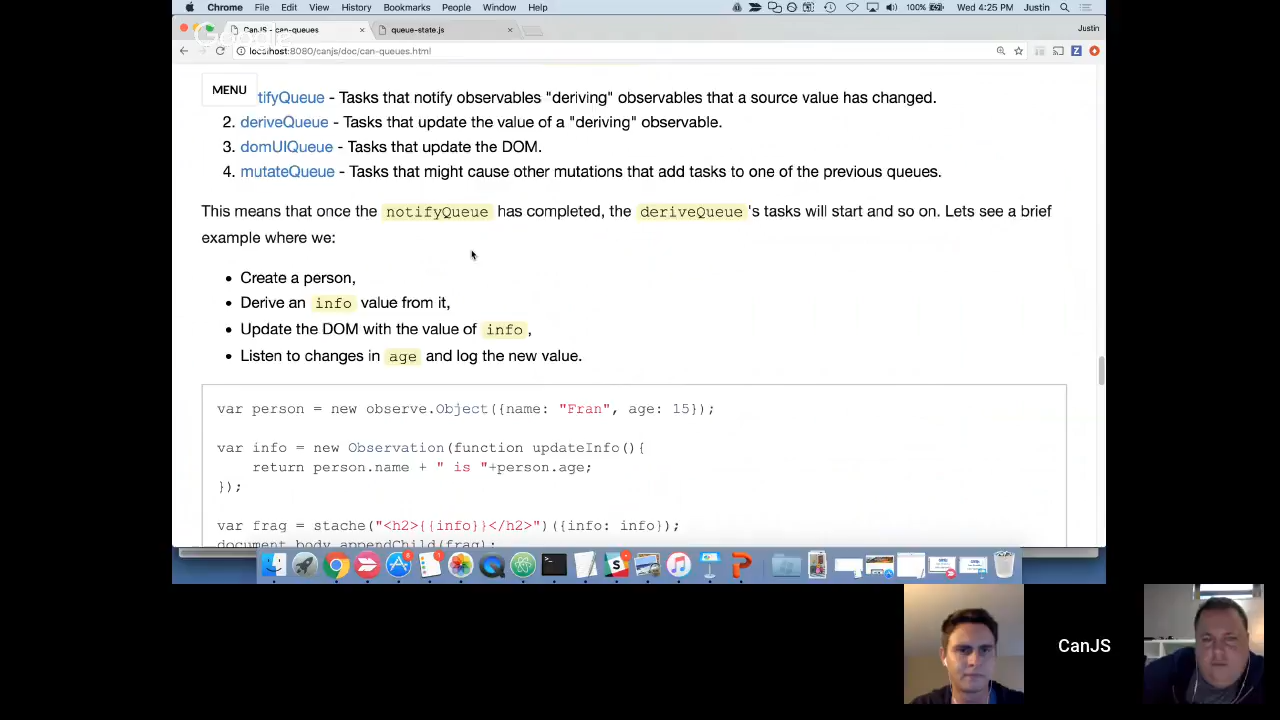 Chrome File Edit View History Bookmarks People Window Help 100% Wed 4:25 PM Justin
CanJS - can-queues queue-state.js Justin
localhost:8080/canjs/doc/can-queues.html
MENU
tifyQueue - Tasks that notify observables "deriving" observables that a source value has changed.
2. deriveQueue - Tasks that update the value of a "deriving" observable.
3. domUIQueue - Tasks that update the DOM.
4. mutateQueue - Tasks that might cause other mutations that add tasks to one of the previous queues.
This means that once the notifyQueue has completed, the deriveQueue's tasks will start and so on. Lets see a brief
example where we:
• Create a person,
• Derive an info value from it,
• Update the DOM with the value of info,
• Listen to changes in age and log the new value.
var person = new observe.Object({name: "Fran", age: 15});
var info = new Observation(function updateInfo(){
return person.name + " is "+person.age;
});
var frag = stache("<h2>{{info}}</h2>")({info: info});
document.body.appendChild(frag);
CanJS